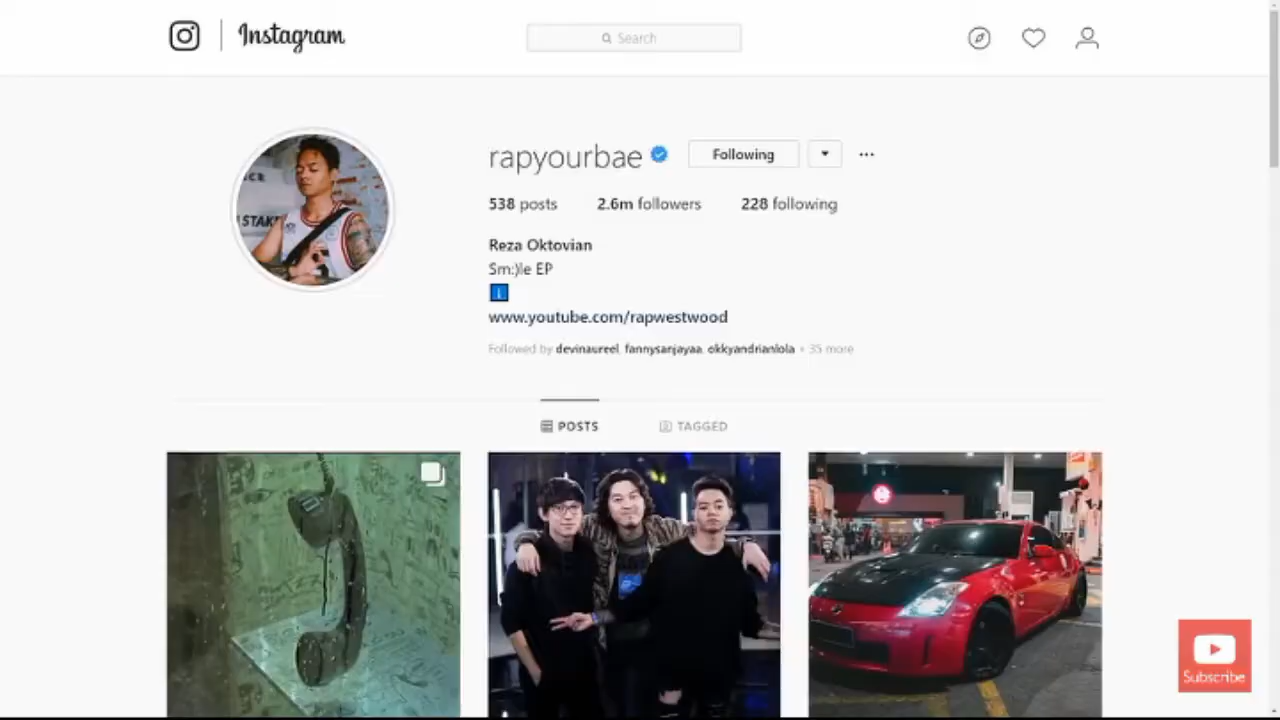 Instagram
Search
rapyourbae
Following
538 posts 2.6m followers 228 following
Reza Oktovian
Sm:)le EP
www.youtube.com/rapwestwood
Followed by devinaureel, fannysanjayaa, okkyandrianlola + 35 more
POSTS
TAGGED
Subscribe